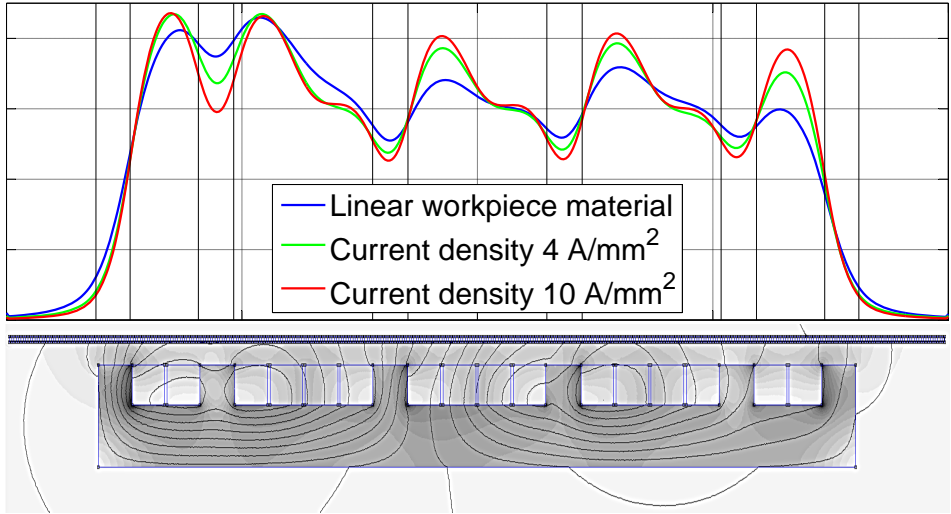 Linear workpiece material
Current density 4 A/mm²
Current density 10 A/mm²